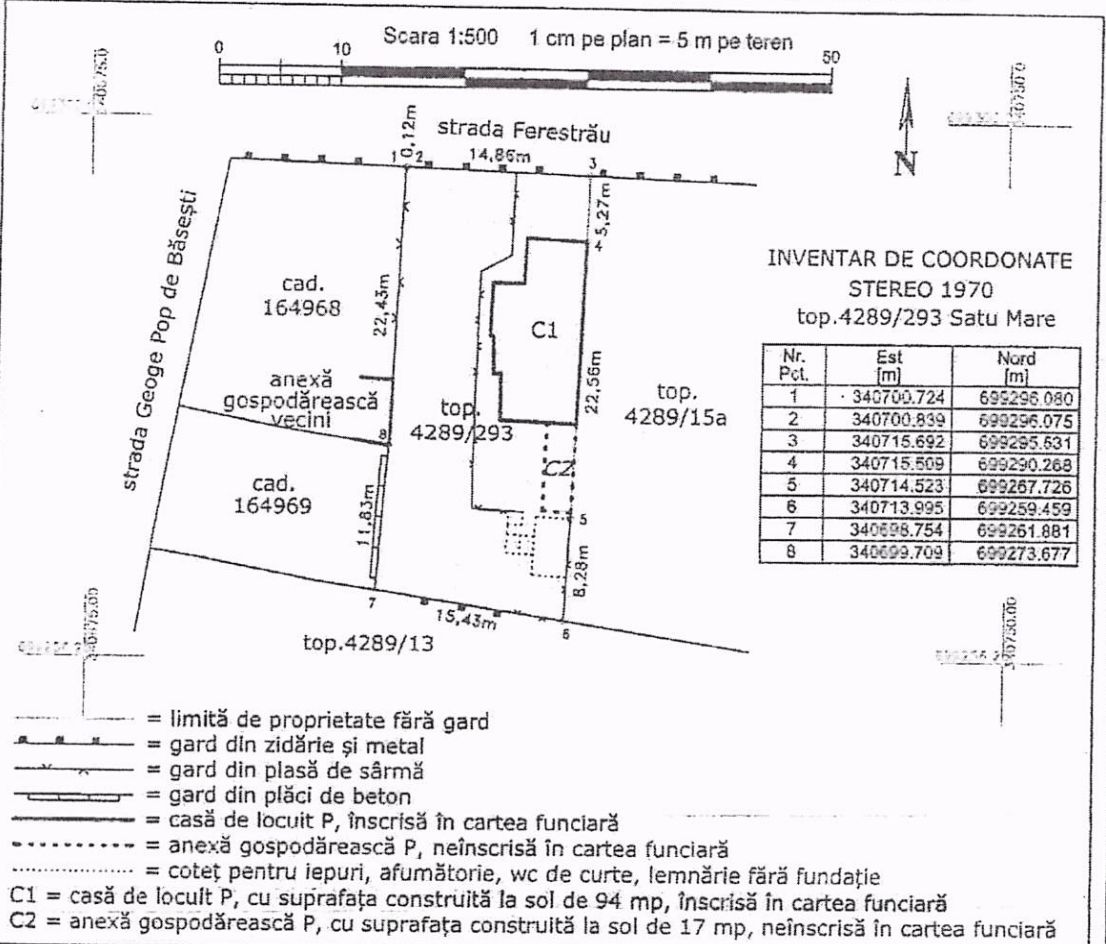 Scara 1:500 1 cm pe plan = 5 m pe teren
0 10 50
strada Ferestrău
N
0,12m
14,86m
1 2 3
5,27m
4
strada Geoge Pop de Băsești
cad.
164968
22,43m
C1
22,56m
anexă
gospodărească
vecini
top.
4289/293
top.
4289/15a
8
C2
cad.
164969
11,83m
5
8,28m
7
15,43m
6
top.4289/13
INVENTAR DE COORDONATE
STEREO 1970
top.4289/293 Satu Mare
Nr. Pct. Est [m] Nord [m]
1 340700.724 699296.080
2 340700.839 699296.075
3 340715.692 699295.531
4 340715.509 699290.268
5 340714.523 699267.726
6 340713.995 699259.459
7 340698.754 699261.881
8 340699.709 699273.677
340750.00
= limită de proprietate fără gard
= gard din zidărie și metal
= gard din plasă de sârmă
= gard din plăci de beton
= casă de locuit P, înscrisă în cartea funciară
= anexă gospodărească P, neînscrisă în cartea funciară
= coteț pentru iepuri, afumătorie, wc de curte, lemnărie fără fundație
C1 = casă de locuit P, cu suprafața construită la sol de 94 mp, înscrisă în cartea funciară
C2 = anexă gospodărească P, cu suprafața construită la sol de 17 mp, neînscrisă în cartea funciară